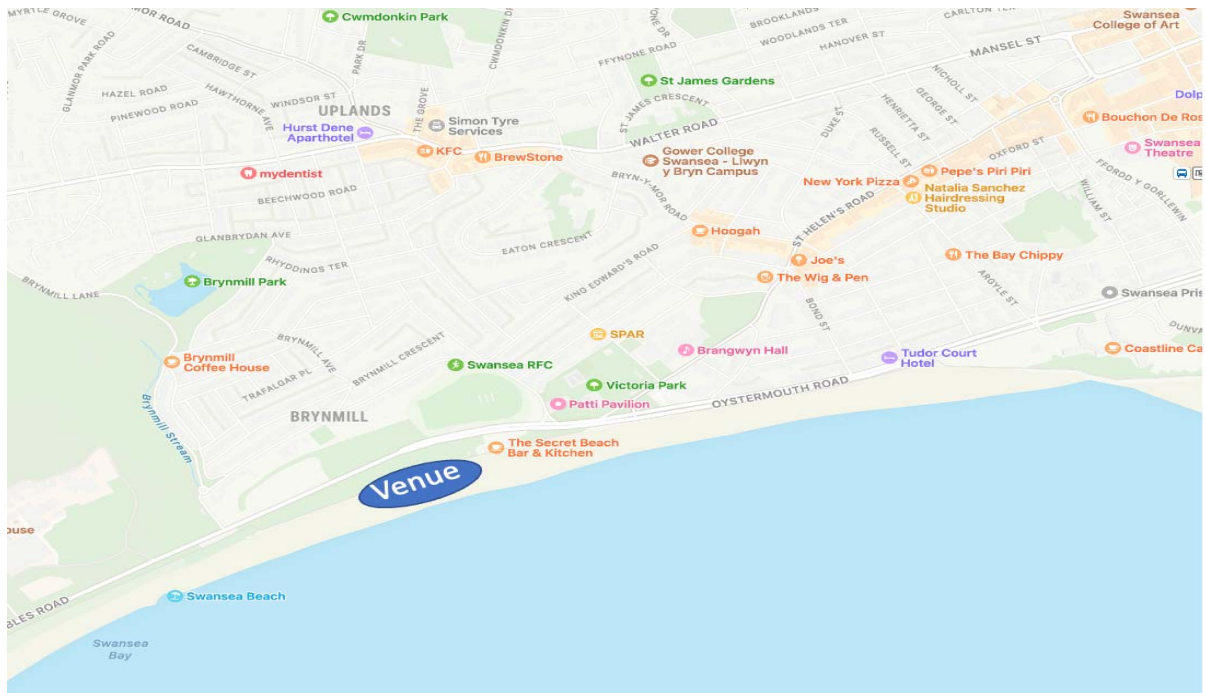 MYRTLE GROVE
MOR ROAD
Cwmdonkin Park
CWMDONKIN DR
NE DR
BROOKLANDS TER
WOODLANDS TER
HANOVER ST
CARLTON TER
Swansea
College of Art
MANSEL ST
GLANMOR PARK ROAD
CAMBRIDGE ST
PARK DR
FFYNONE ROAD
St James Gardens
ST JAMES CRESCENT
NICHOLL ST
GEORGE ST
HENRIETTA ST
RUSSELL ST
DUKE ST
Dolp
HAZEL ROAD
HAWTHORNE AVE
WINDSOR ST
PINEWOOD ROAD
UPLANDS
THE GROVE
Hurst Dene
Aparthotel
Simon Tyre
Services
KFC
BrewStone
WALTER ROAD
Gower College
Swansea - Llwyn
y Bryn Campus
Bouchon De Ros
OXFORD ST
Swansea
Theatre
mydentist
BEECHWOOD ROAD
BRYN-Y-MOR ROAD
New York Pizza
Pepe's Piri Piri
Natalia Sanchez
Hairdressing
Studio
WILLIAM ST
FFORDD Y GORLLEWIN
GLANBRYDAN AVE
EATON CRESCENT
Hoogah
ST HELEN'S ROAD
Joe's
The Wig & Pen
The Bay Chippy
RHYDDINGS TER
KING EDWARD'S ROAD
ARGYLE ST
BRYNMILL LANE
Brynmill Park
Swansea Pris
BOND ST
DUNVA
SPAR
BRYNMILL AVE
BRYNMILL CRESCENT
Brynmill
Coffee House
Swansea RFC
Brangwyn Hall
Tudor Court
Hotel
Coastline Ca
TRAFALGAR PL
Victoria Park
Patti Pavilion
OYSTERMOUTH ROAD
BRYNMILL
Brynmill Stream
The Secret Beach
Bar & Kitchen
Venue
ouse
Swansea Beach
BLES ROAD
Swansea
Bay